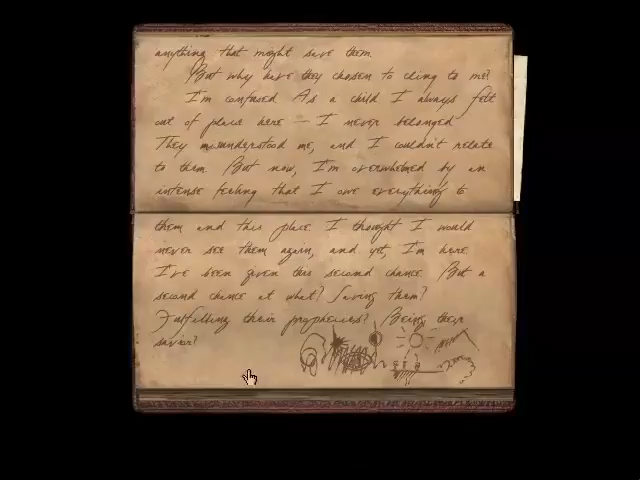 anything that might save them.
But why have they chosen to cling to me?
I'm confused. As a child I always felt
out of place here — I never belonged.
They misunderstood me, and I couldn't relate
to them. But now, I'm overwhelmed by an
intense feeling that I owe everything to
them and this place. I thought I would
never see them again, and yet, I'm here.
I've been given this second chance. But a
second chance at what? Saving them?
Fulfilling their prophecies? Being their
savior?